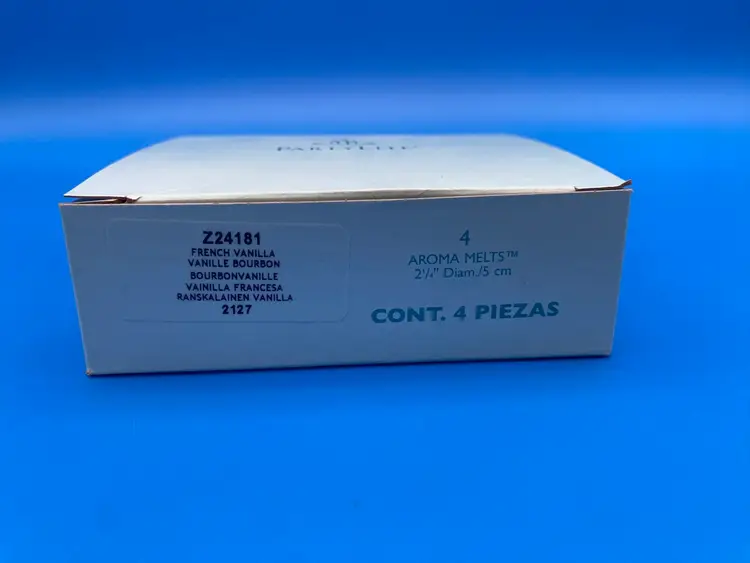 PARTYLITE
Z24181
FRENCH VANILLA
VANILLE BOURBON
BOURBONVANILLE
VAINILLA FRANCESA
RANSKALAINEN VANILLA
2127
4
AROMA MELTS™
2¼" Diam./5 cm
CONT. 4 PIEZAS